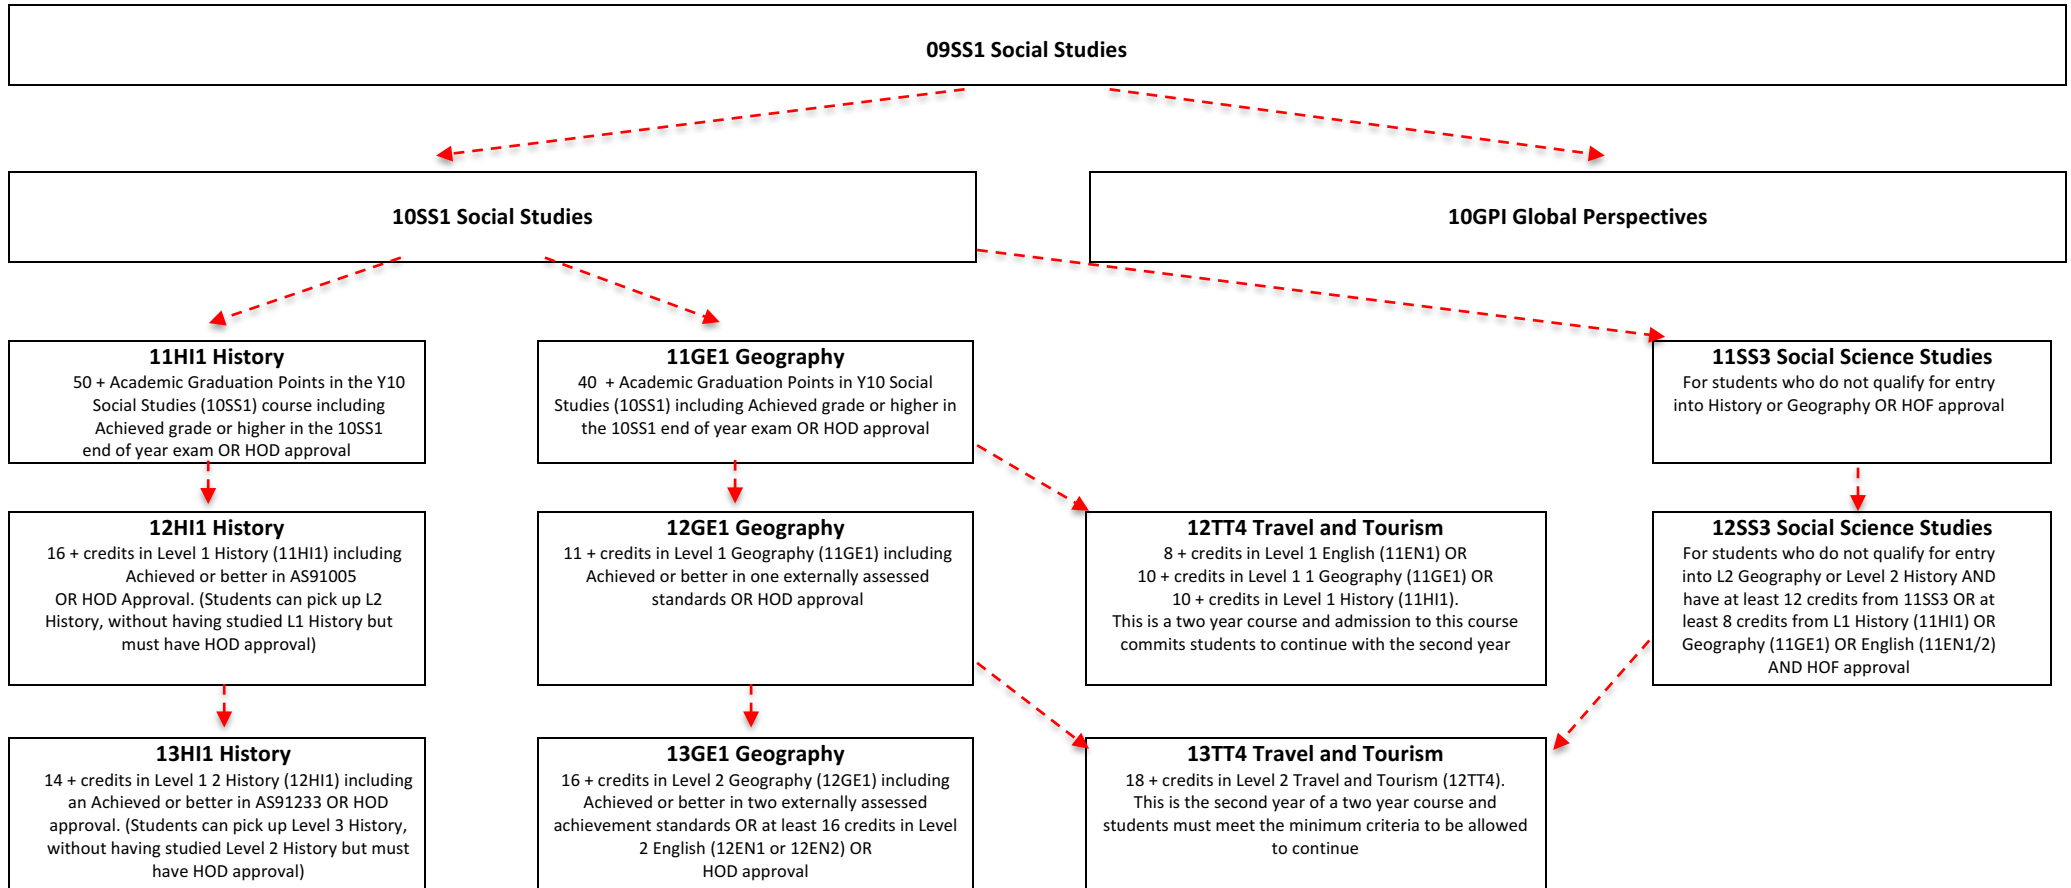 09SS1 Social Studies
10SS1 Social Studies
10GPI Global Perspectives
11HI1 History
50 + Academic Graduation Points in the Y10
Social Studies (10SS1) course including
Achieved grade or higher in the 10SS1
end of year exam OR HOD approval
11GE1 Geography
40 + Academic Graduation Points in Y10 Social
Studies (10SS1) including Achieved grade or higher in
the 10SS1 end of year exam OR HOD approval
11SS3 Social Science Studies
For students who do not qualify for entry
into History or Geography OR HOF approval
12HI1 History
16 + credits in Level 1 History (11HI1) including
Achieved or better in AS91005
OR HOD Approval. (Students can pick up L2
History, without having studied L1 History but
must have HOD approval)
12GE1 Geography
11 + credits in Level 1 Geography (11GE1) including
Achieved or better in one externally assessed
standards OR HOD approval
12TT4 Travel and Tourism
8 + credits in Level 1 English (11EN1) OR
10 + credits in Level 1 1 Geography (11GE1) OR
10 + credits in Level 1 History (11HI1).
This is a two year course and admission to this course
commits students to continue with the second year
12SS3 Social Science Studies
For students who do not qualify for entry
into L2 Geography or Level 2 History AND
have at least 12 credits from 11SS3 OR at
least 8 credits from L1 History (11HI1) OR
Geography (11GE1) OR English (11EN1/2)
AND HOF approval
13HI1 History
14 + credits in Level 1 2 History (12HI1) including
an Achieved or better in AS91233 OR HOD
approval. (Students can pick up Level 3 History,
without having studied Level 2 History but must
have HOD approval)
13GE1 Geography
16 + credits in Level 2 Geography (12GE1) including
Achieved or better in two externally assessed
achievement standards OR at least 16 credits in Level
2 English (12EN1 or 12EN2) OR
HOD approval
13TT4 Travel and Tourism
18 + credits in Level 2 Travel and Tourism (12TT4).
This is the second year of a two year course and
students must meet the minimum criteria to be allowed
to continue